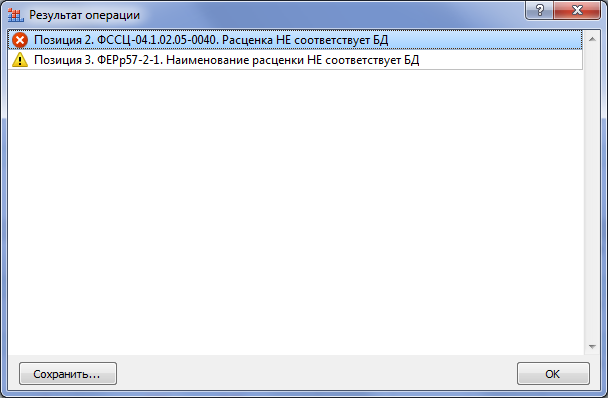 Результат операции
Позиция 2. ФССЦ-04.1.02.05-0040. Расценка НЕ соответствует БД
Позиция 3. ФЕРр57-2-1. Наименование расценки НЕ соответствует БД
Сохранить...
OK